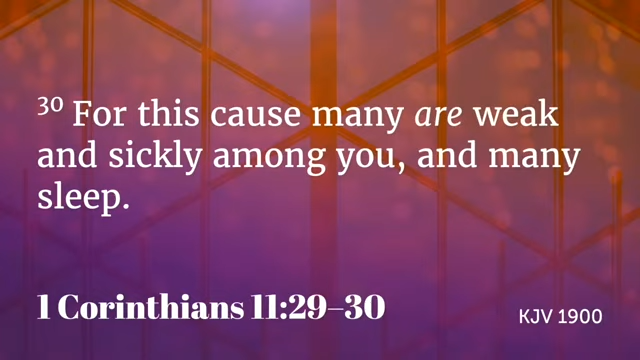 30 For this cause many are weak
and sickly among you, and many
sleep.
1 Corinthians 11:29–30
KJV 1900